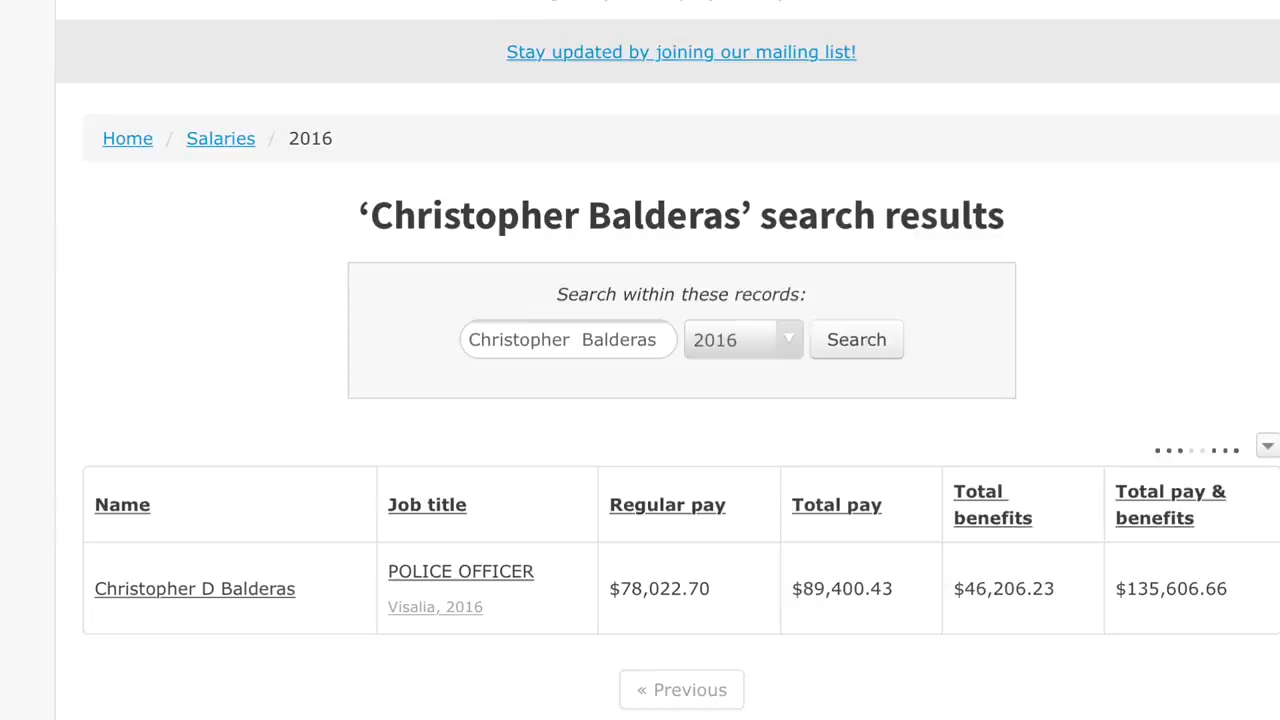 Stay updated by joining our mailing list!
Home / Salaries / 2016
‘Christopher Balderas’ search results
Search within these records:
Christopher Balderas 2016 Search
Name Job title Regular pay Total pay Total benefits Total pay & benefits
Christopher D Balderas POLICE OFFICER $78,022.70 $89,400.43 $46,206.23 $135,606.66
Visalia, 2016
« Previous